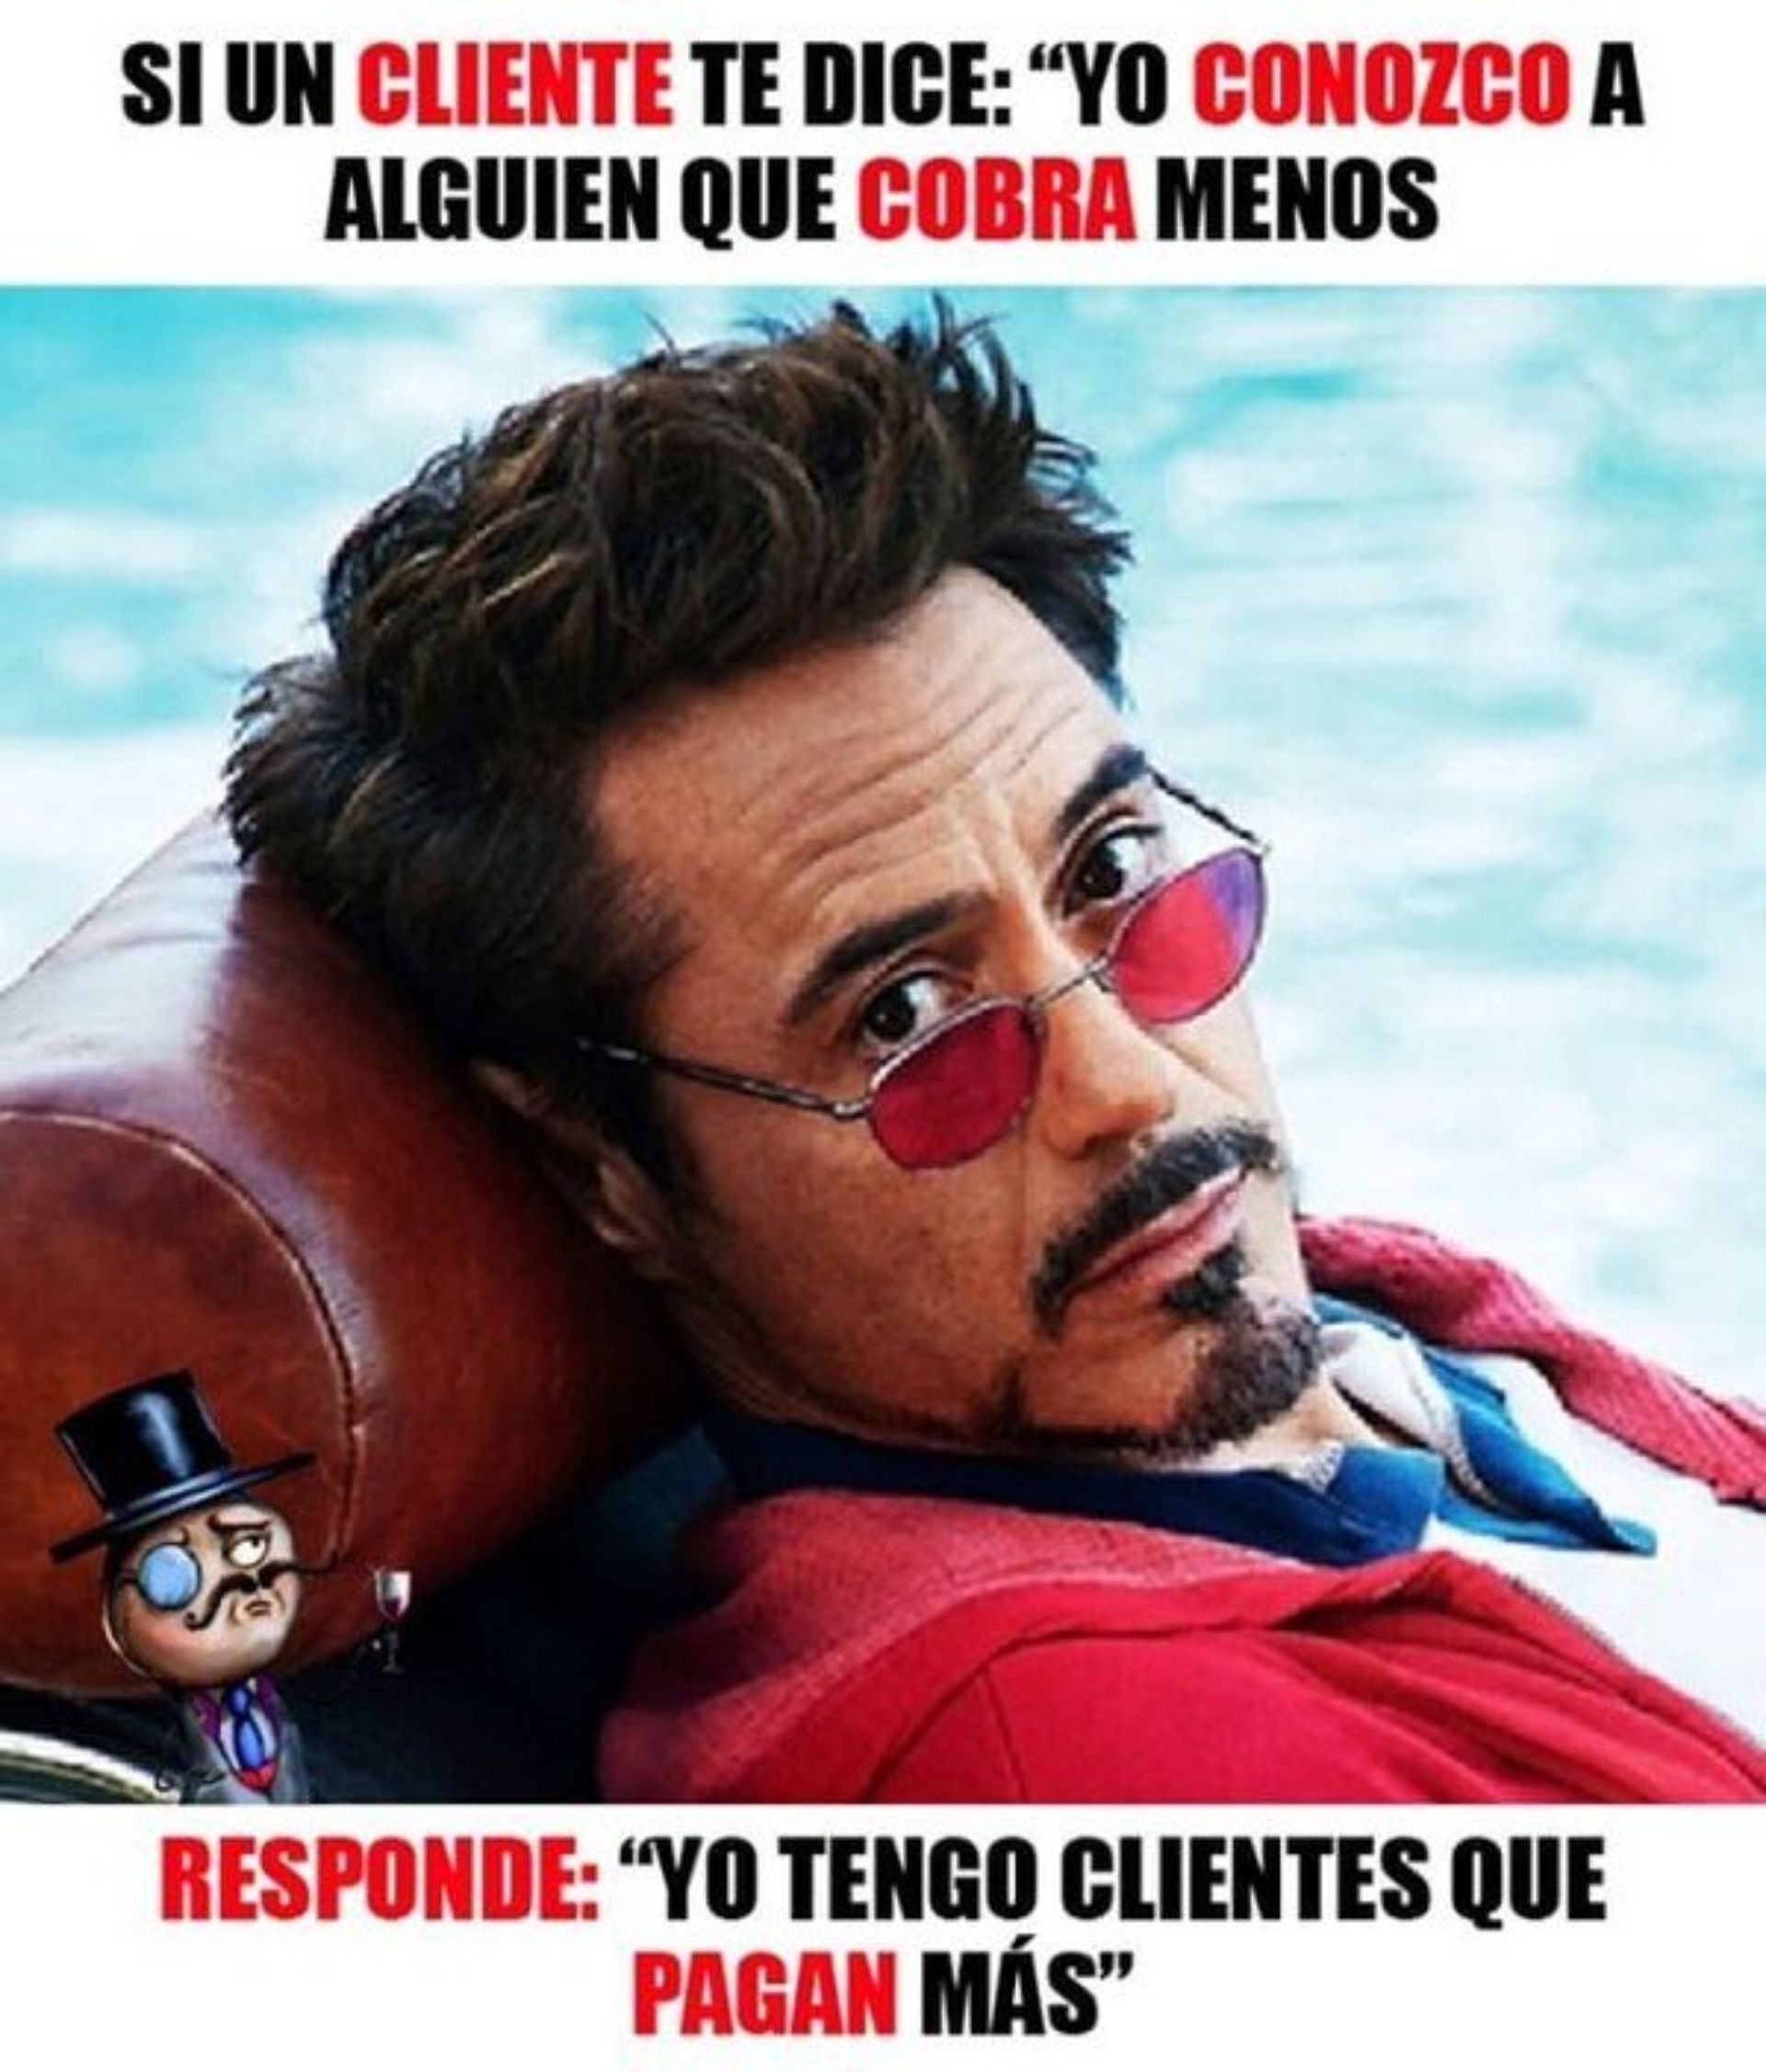 SI UN CLIENTE TE DICE: “YO CONOZCO A
ALGUIEN QUE COBRA MENOS
RESPONDE: “YO TENGO CLIENTES QUE
PAGAN MÁS”